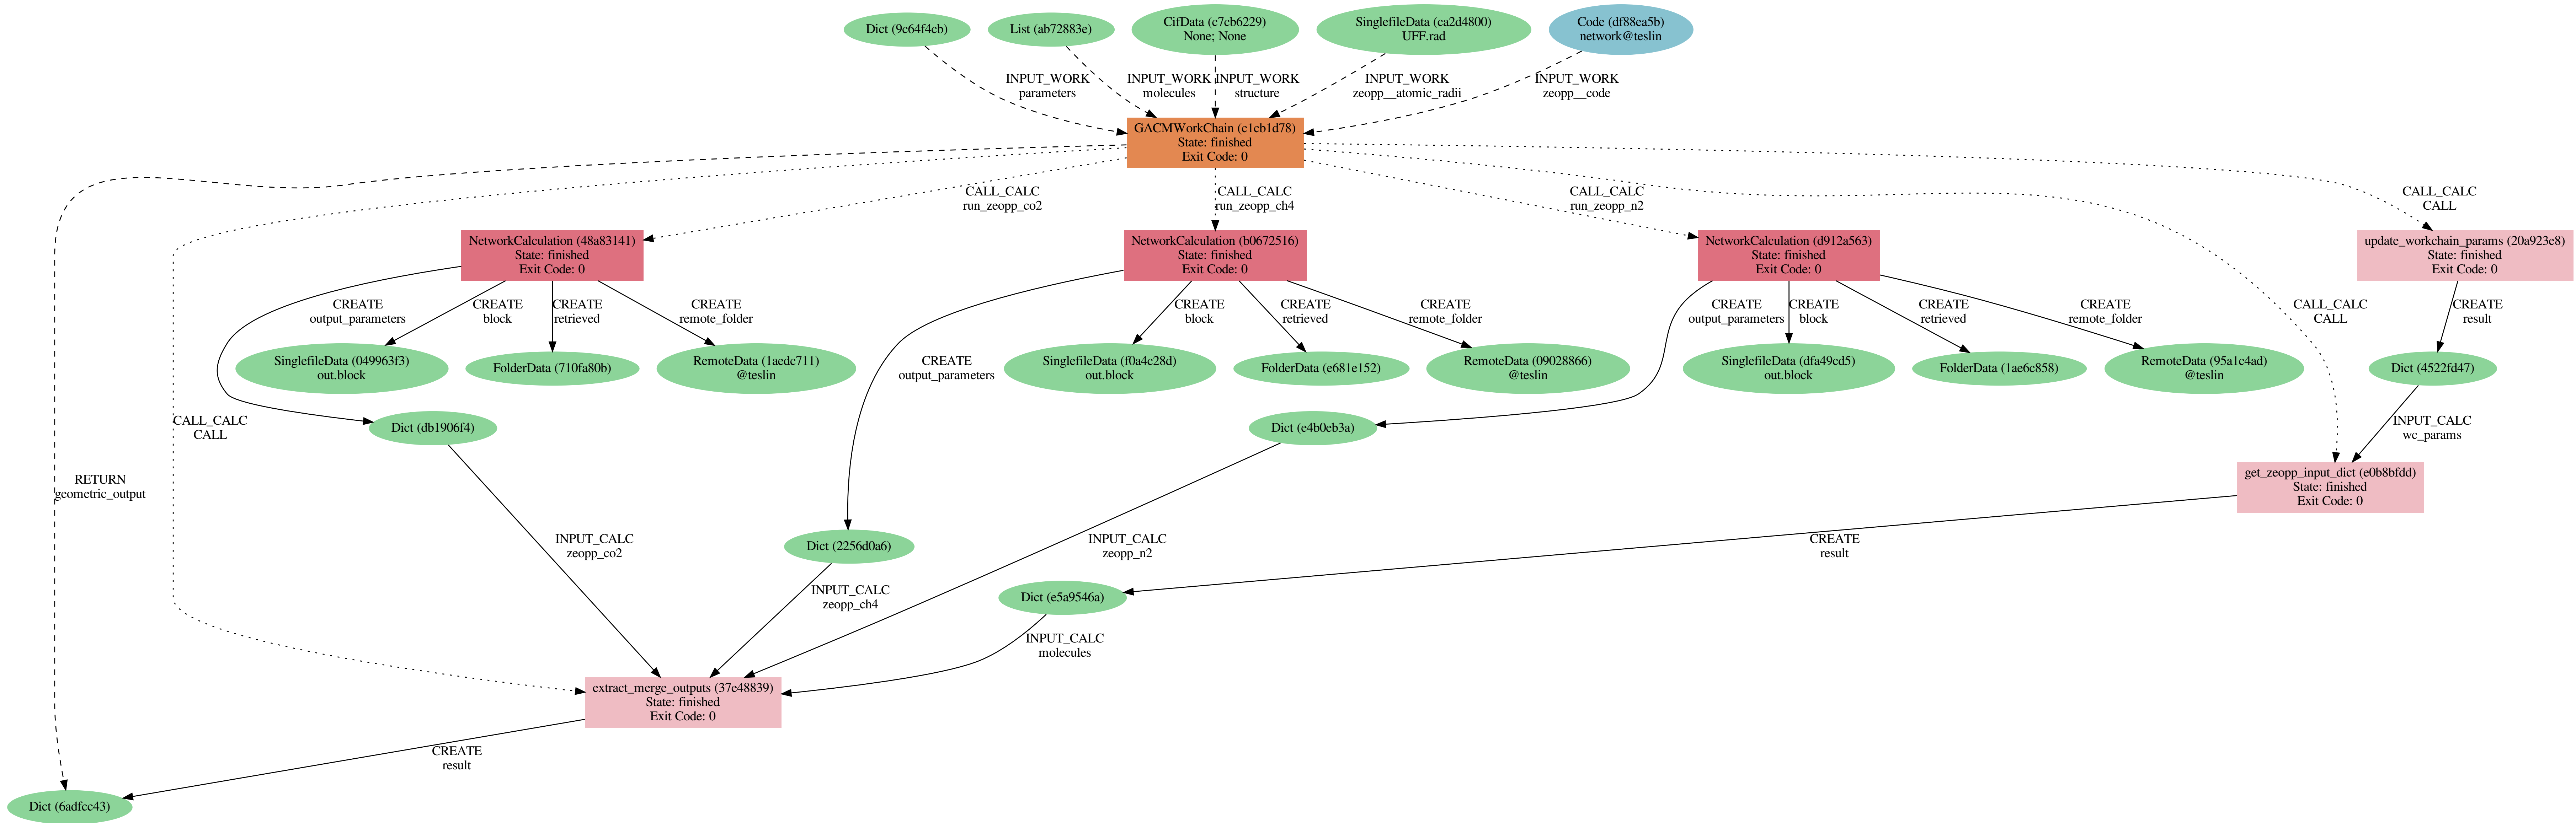 Dict (9c64f4cb)
List (ab72883e)
CifData (c7cb6229)
None; None
SinglefileData (ca2d4800)
UFF.rad
Code (df88ea5b)
network@teslin
INPUT_WORK
parameters
INPUT_WORK
molecules
INPUT_WORK
structure
INPUT_WORK
zeopp__atomic_radii
INPUT_WORK
zeopp__code
GACMWorkChain (c1cb1d78)
State: finished
Exit Code: 0
CALL_CALC
run_zeopp_co2
CALL_CALC
run_zeopp_ch4
CALL_CALC
run_zeopp_n2
CALL_CALC
CALL
NetworkCalculation (48a83141)
State: finished
Exit Code: 0
NetworkCalculation (b0672516)
State: finished
Exit Code: 0
NetworkCalculation (d912a563)
State: finished
Exit Code: 0
update_workchain_params (20a923e8)
State: finished
Exit Code: 0
CREATE
output_parameters
CREATE
block
CREATE
retrieved
CREATE
remote_folder
CREATE
output_parameters
CREATE
block
CREATE
retrieved
CREATE
remote_folder
CREATE
output_parameters
CREATE
block
CREATE
retrieved
CREATE
remote_folder
CALL_CALC
CALL
CREATE
result
SinglefileData (049963f3)
out.block
FolderData (710fa80b)
RemoteData (1aedc711)
@teslin
SinglefileData (f0a4c28d)
out.block
FolderData (e681e152)
RemoteData (09028866)
@teslin
SinglefileData (dfa49cd5)
out.block
FolderData (1ae6c858)
RemoteData (95a1c4ad)
@teslin
Dict (4522fd47)
CALL_CALC
CALL
Dict (db1906f4)
Dict (e4b0eb3a)
INPUT_CALC
wc_params
RETURN
geometric_output
get_zeopp_input_dict (e0b8bfdd)
State: finished
Exit Code: 0
INPUT_CALC
zeopp_co2
Dict (2256d0a6)
INPUT_CALC
zeopp_n2
CREATE
result
INPUT_CALC
zeopp_ch4
Dict (e5a9546a)
INPUT_CALC
molecules
extract_merge_outputs (37e48839)
State: finished
Exit Code: 0
CREATE
result
Dict (6adfcc43)